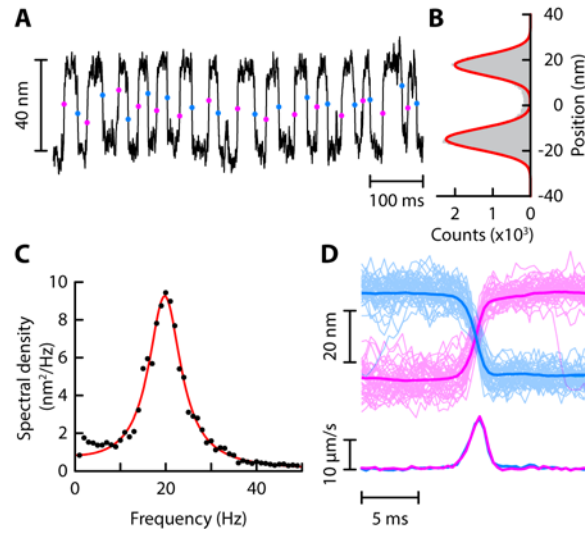 A
40 nm
100 ms
B
40
20
0
-20
-40
Position (nm)
2
1
0
Counts (x10³)
C
10
8
6
4
2
0
Spectral density
(nm²/Hz)
0
20
40
Frequency (Hz)
D
20 nm
10 μm/s
5 ms